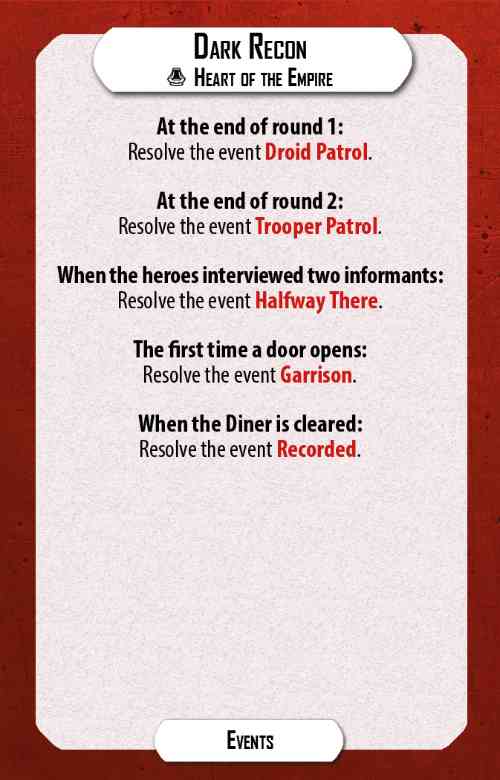 Dark Recon
Heart of the Empire
At the end of round 1:
Resolve the event Droid Patrol.
At the end of round 2:
Resolve the event Trooper Patrol.
When the heroes interviewed two informants:
Resolve the event Halfway There.
The first time a door opens:
Resolve the event Garrison.
When the Diner is cleared:
Resolve the event Recorded.
Events